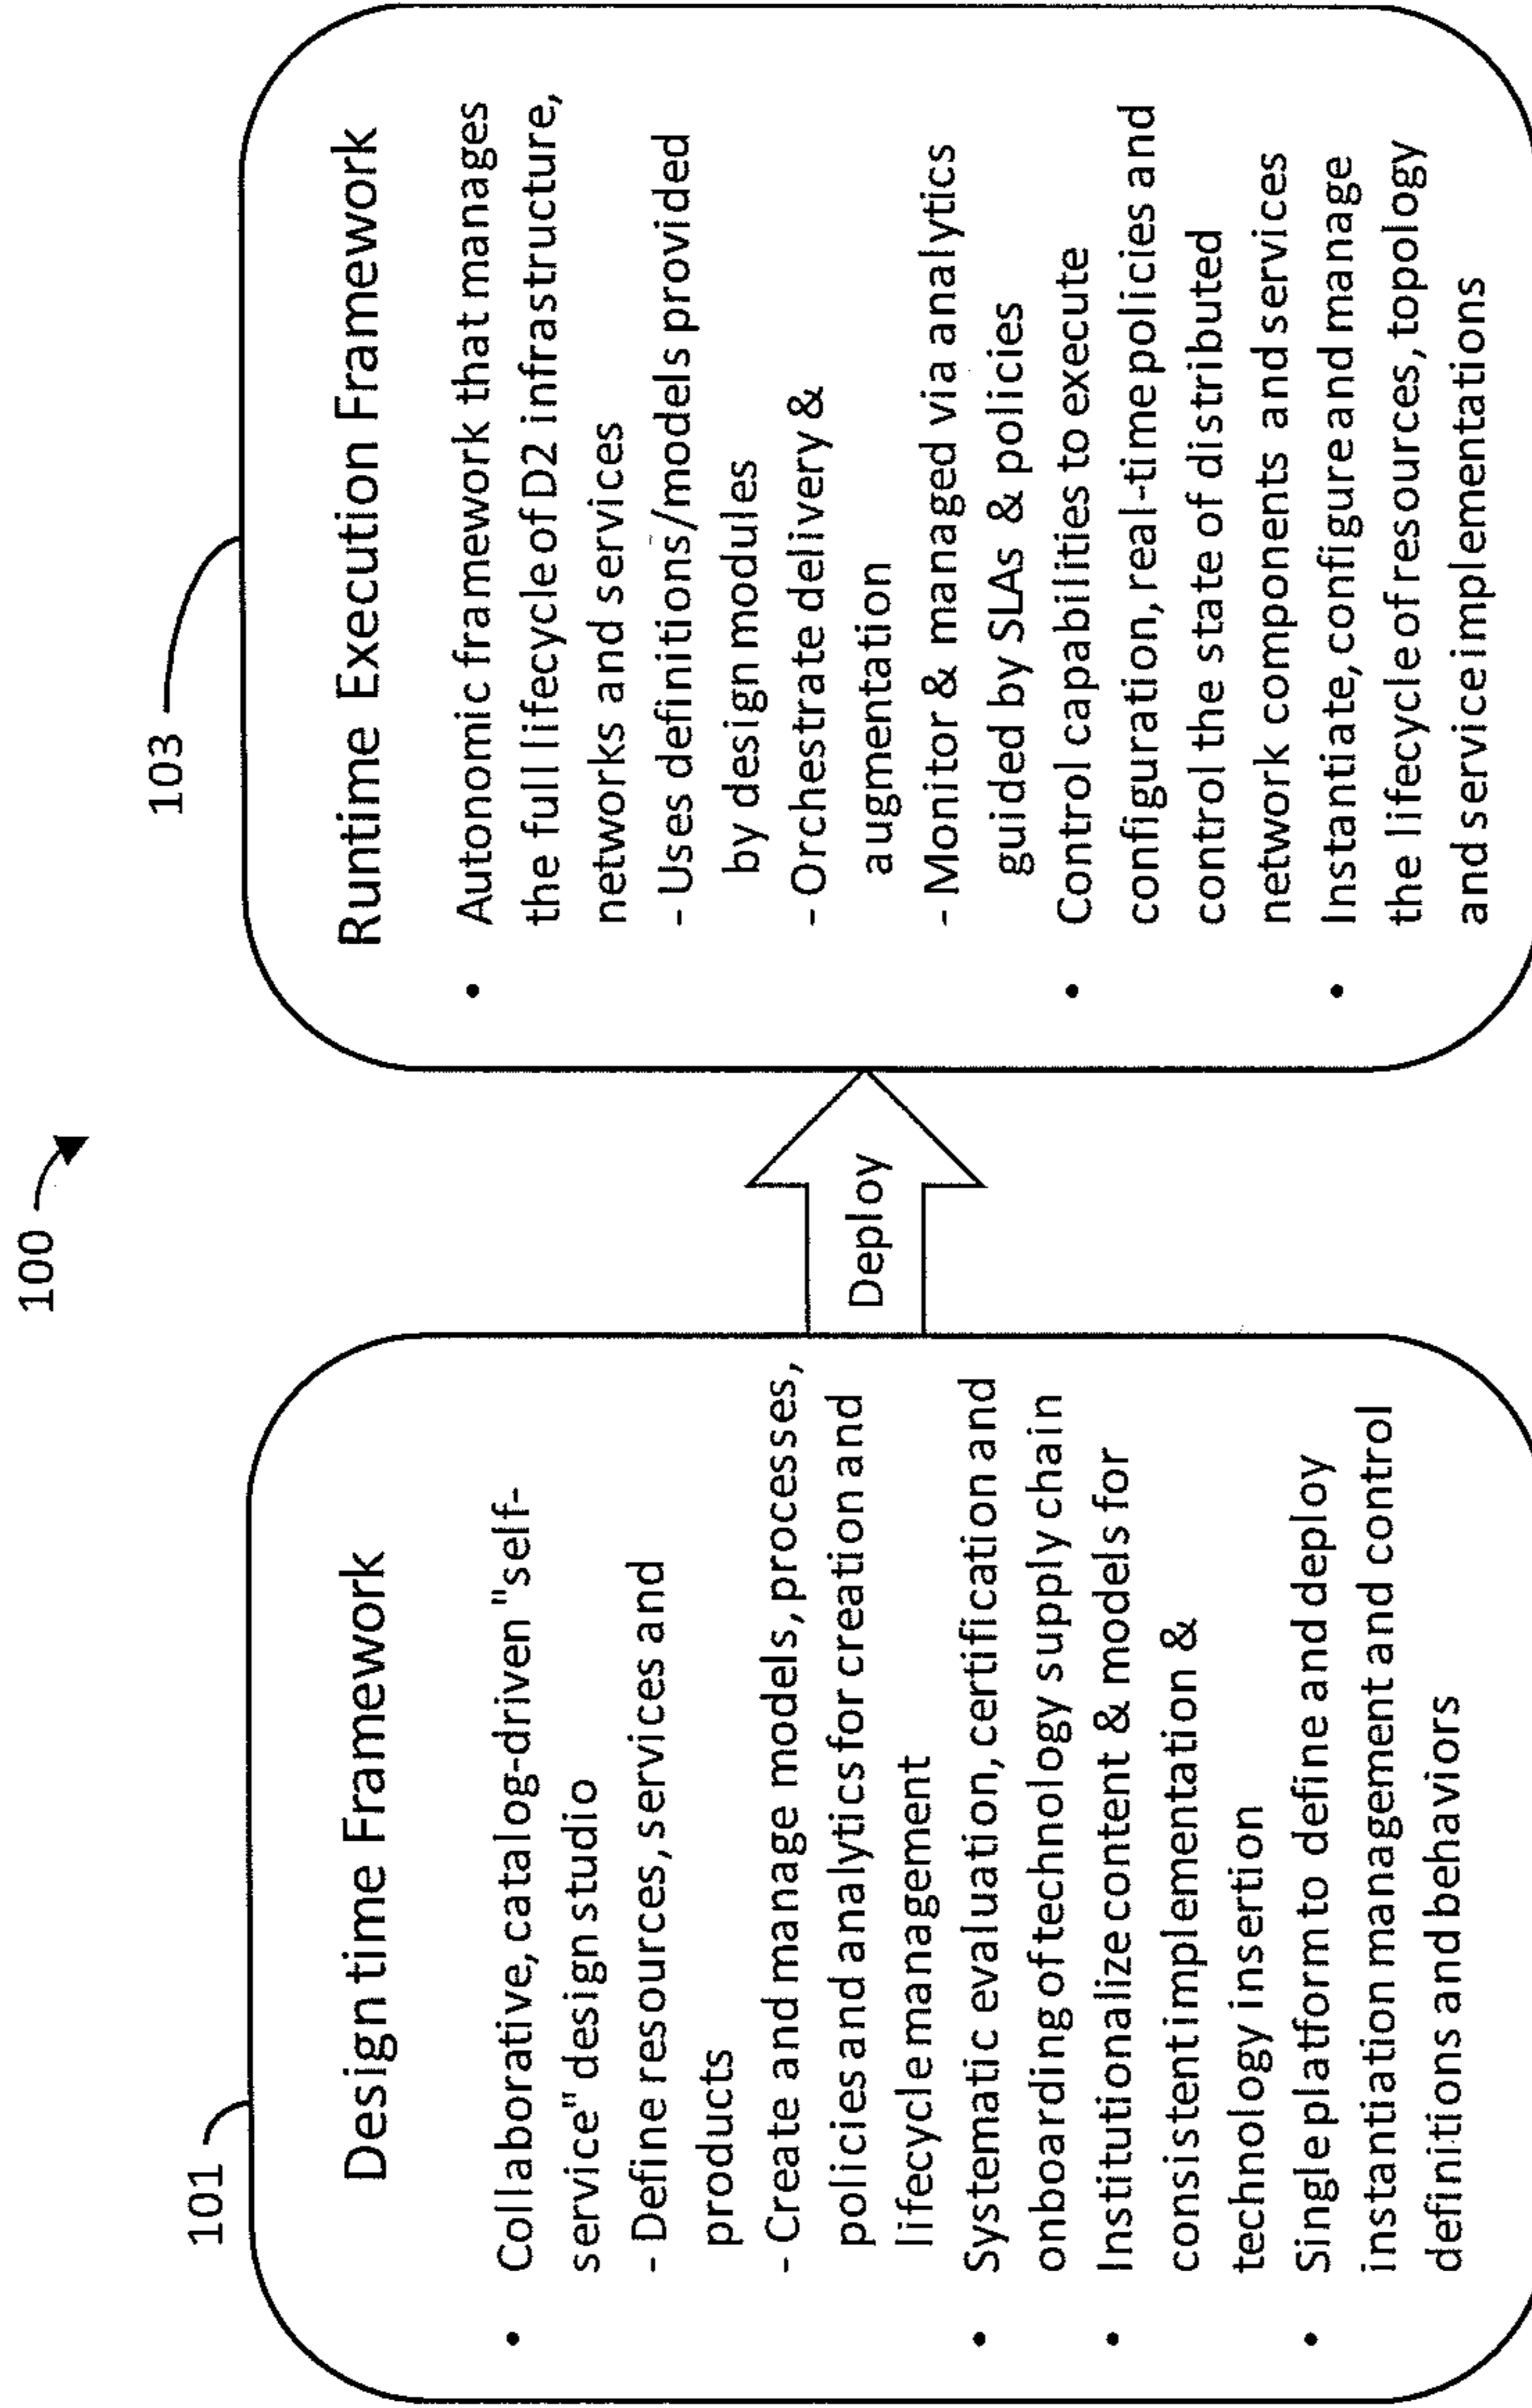 100
101
Design time Framework
• Collaborative, catalog-driven "self-
service" design studio
- Define resources, services and
products
- Create and manage models, processes,
policies and analytics for creation and
lifecycle management
• Systematic evaluation, certification and
onboarding of technology supply chain
• Institutionalize content & models for
consistent implementation &
technology insertion
• Single platform to define and deploy
instantiation management and control
definitions and behaviors
Deploy
103
Runtime Execution Framework
• Autonomic framework that manages
the full lifecycle of D2 infrastructure,
networks and services
- Uses definitions/models provided
by design modules
- Orchestrate delivery &
augmentation
- Monitor & managed via analytics
guided by SLAs & policies
• Control capabilities to execute
configuration, real-time policies and
control the state of distributed
network components and services
• Instantiate, configure and manage
the lifecycle of resources, topology
and service implementations